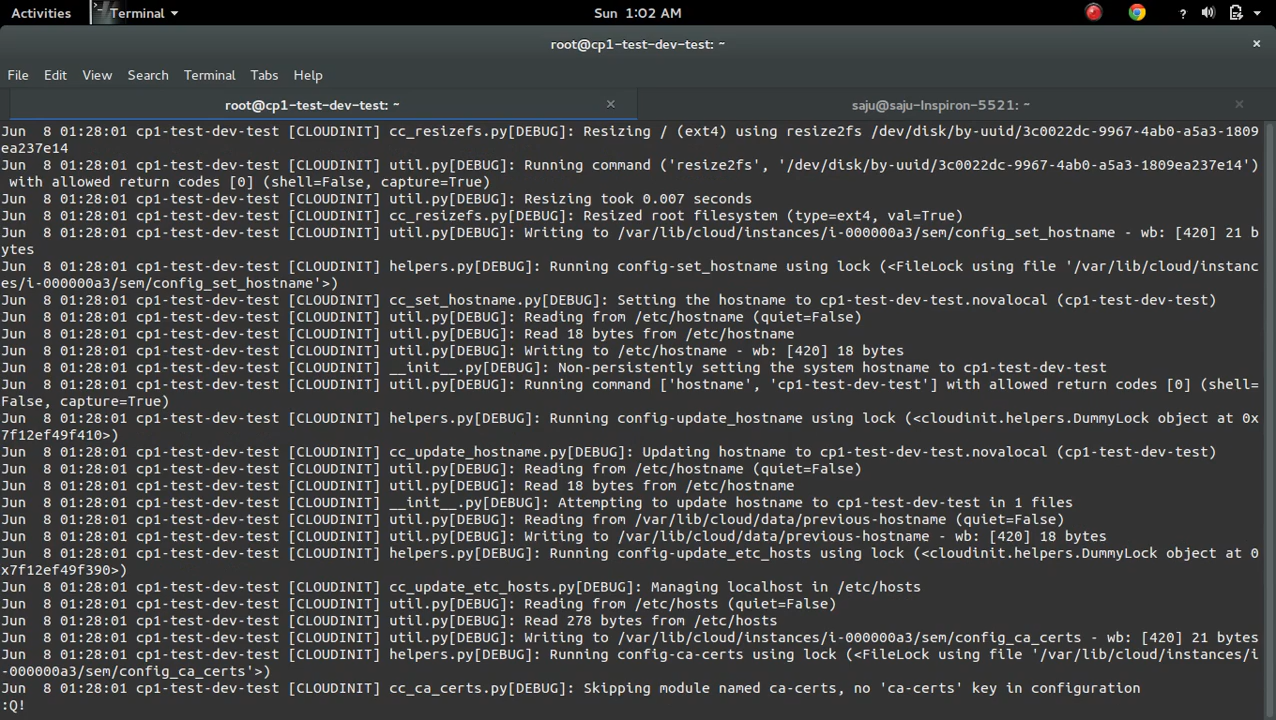 Activities Terminal Sun 1:02 AM ?
root@cp1-test-dev-test: ~ ×
File Edit View Search Terminal Tabs Help
root@cp1-test-dev-test: ~ × saju@saju-Inspiron-5521: ~ ×
Jun  8 01:28:01 cp1-test-dev-test [CLOUDINIT] cc_resizefs.py[DEBUG]: Resizing / (ext4) using resize2fs /dev/disk/by-uuid/3c0022dc-9967-4ab0-a5a3-1809
ea237e14
Jun  8 01:28:01 cp1-test-dev-test [CLOUDINIT] util.py[DEBUG]: Running command ('resize2fs', '/dev/disk/by-uuid/3c0022dc-9967-4ab0-a5a3-1809ea237e14')
 with allowed return codes [0] (shell=False, capture=True)
Jun  8 01:28:01 cp1-test-dev-test [CLOUDINIT] util.py[DEBUG]: Resizing took 0.007 seconds
Jun  8 01:28:01 cp1-test-dev-test [CLOUDINIT] cc_resizefs.py[DEBUG]: Resized root filesystem (type=ext4, val=True)
Jun  8 01:28:01 cp1-test-dev-test [CLOUDINIT] util.py[DEBUG]: Writing to /var/lib/cloud/instances/i-000000a3/sem/config_set_hostname - wb: [420] 21 b
ytes
Jun  8 01:28:01 cp1-test-dev-test [CLOUDINIT] helpers.py[DEBUG]: Running config-set_hostname using lock (<FileLock using file '/var/lib/cloud/instanc
es/i-000000a3/sem/config_set_hostname'>)
Jun  8 01:28:01 cp1-test-dev-test [CLOUDINIT] cc_set_hostname.py[DEBUG]: Setting the hostname to cp1-test-dev-test.novalocal (cp1-test-dev-test)
Jun  8 01:28:01 cp1-test-dev-test [CLOUDINIT] util.py[DEBUG]: Reading from /etc/hostname (quiet=False)
Jun  8 01:28:01 cp1-test-dev-test [CLOUDINIT] util.py[DEBUG]: Read 18 bytes from /etc/hostname
Jun  8 01:28:01 cp1-test-dev-test [CLOUDINIT] util.py[DEBUG]: Writing to /etc/hostname - wb: [420] 18 bytes
Jun  8 01:28:01 cp1-test-dev-test [CLOUDINIT] __init__.py[DEBUG]: Non-persistently setting the system hostname to cp1-test-dev-test
Jun  8 01:28:01 cp1-test-dev-test [CLOUDINIT] util.py[DEBUG]: Running command ['hostname', 'cp1-test-dev-test'] with allowed return codes [0] (shell=
False, capture=True)
Jun  8 01:28:01 cp1-test-dev-test [CLOUDINIT] helpers.py[DEBUG]: Running config-update_hostname using lock (<cloudinit.helpers.DummyLock object at 0x
7f12ef49f410>)
Jun  8 01:28:01 cp1-test-dev-test [CLOUDINIT] cc_update_hostname.py[DEBUG]: Updating hostname to cp1-test-dev-test.novalocal (cp1-test-dev-test)
Jun  8 01:28:01 cp1-test-dev-test [CLOUDINIT] util.py[DEBUG]: Reading from /etc/hostname (quiet=False)
Jun  8 01:28:01 cp1-test-dev-test [CLOUDINIT] util.py[DEBUG]: Read 18 bytes from /etc/hostname
Jun  8 01:28:01 cp1-test-dev-test [CLOUDINIT] __init__.py[DEBUG]: Attempting to update hostname to cp1-test-dev-test in 1 files
Jun  8 01:28:01 cp1-test-dev-test [CLOUDINIT] util.py[DEBUG]: Reading from /var/lib/cloud/data/previous-hostname (quiet=False)
Jun  8 01:28:01 cp1-test-dev-test [CLOUDINIT] util.py[DEBUG]: Writing to /var/lib/cloud/data/previous-hostname - wb: [420] 18 bytes
Jun  8 01:28:01 cp1-test-dev-test [CLOUDINIT] helpers.py[DEBUG]: Running config-update_etc_hosts using lock (<cloudinit.helpers.DummyLock object at 0
x7f12ef49f390>)
Jun  8 01:28:01 cp1-test-dev-test [CLOUDINIT] cc_update_etc_hosts.py[DEBUG]: Managing localhost in /etc/hosts
Jun  8 01:28:01 cp1-test-dev-test [CLOUDINIT] util.py[DEBUG]: Reading from /etc/hosts (quiet=False)
Jun  8 01:28:01 cp1-test-dev-test [CLOUDINIT] util.py[DEBUG]: Read 278 bytes from /etc/hosts
Jun  8 01:28:01 cp1-test-dev-test [CLOUDINIT] util.py[DEBUG]: Writing to /var/lib/cloud/instances/i-000000a3/sem/config_ca_certs - wb: [420] 21 bytes
Jun  8 01:28:01 cp1-test-dev-test [CLOUDINIT] helpers.py[DEBUG]: Running config-ca-certs using lock (<FileLock using file '/var/lib/cloud/instances/i
-000000a3/sem/config_ca_certs'>)
Jun  8 01:28:01 cp1-test-dev-test [CLOUDINIT] cc_ca_certs.py[DEBUG]: Skipping module named ca-certs, no 'ca-certs' key in configuration
:Q!